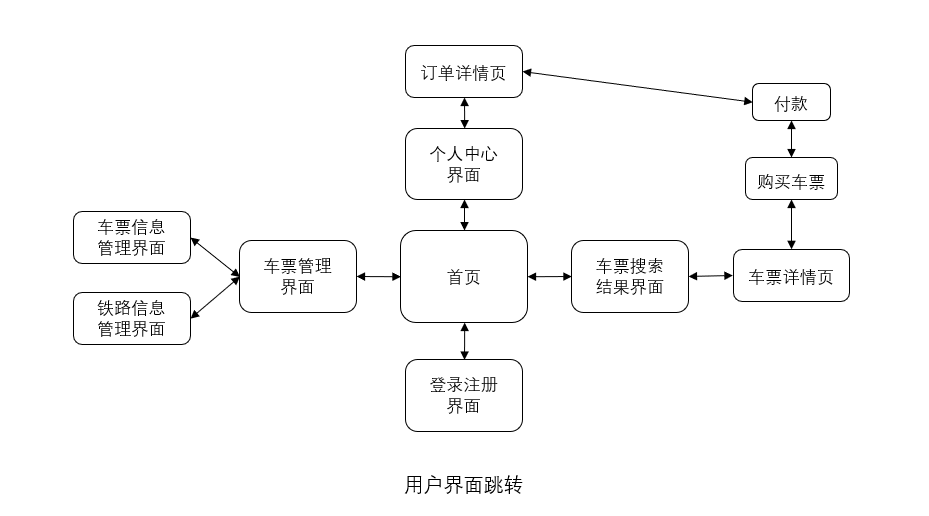 订单详情页
付款
个人中心
界面
购买车票
车票信息
管理界面
车票管理
界面
首页
车票搜索
结果界面
车票详情页
铁路信息
管理界面
登录注册
界面
用户界面跳转